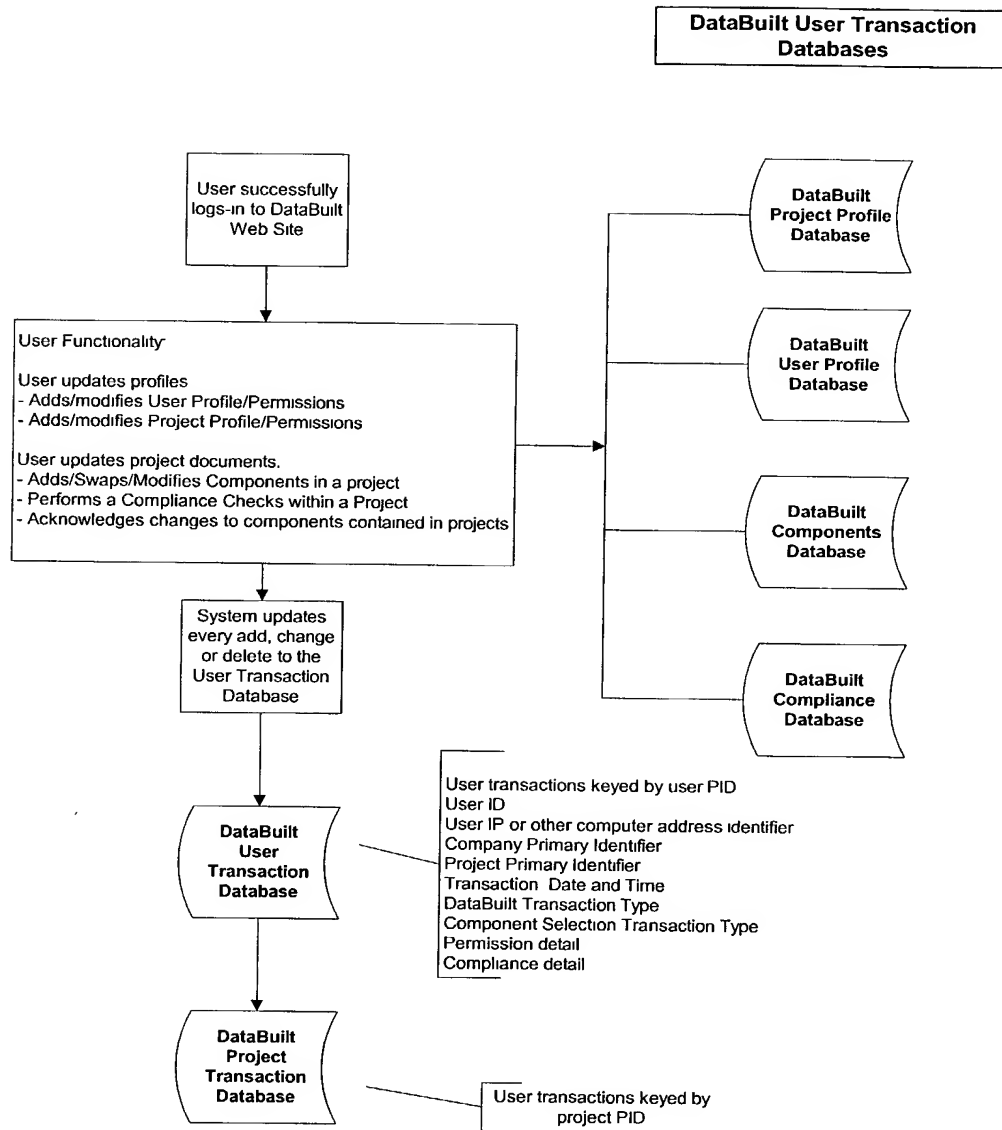 DataBuilt User Transaction
Databases
User successfully
logs-in to DataBuilt
Web Site
User Functionality
User updates profiles
- Adds/modifies User Profile/Permissions
- Adds/modifies Project Profile/Permissions
User updates project documents.
- Adds/Swaps/Modifies Components in a project
- Performs a Compliance Checks within a Project
- Acknowledges changes to components contained in projects
System updates
every add, change
or delete to the
User Transaction
Database
DataBuilt
Project Profile
Database
DataBuilt
User Profile
Database
DataBuilt
Components
Database
DataBuilt
Compliance
Database
DataBuilt
User
Transaction
Database
User transactions keyed by user PID
User ID
User IP or other computer address identifier
Company Primary Identifier
Project Primary Identifier
Transaction Date and Time
DataBuilt Transaction Type
Component Selection Transaction Type
Permission detail
Compliance detail
DataBuilt
Project
Transaction
Database
User transactions keyed by
project PID